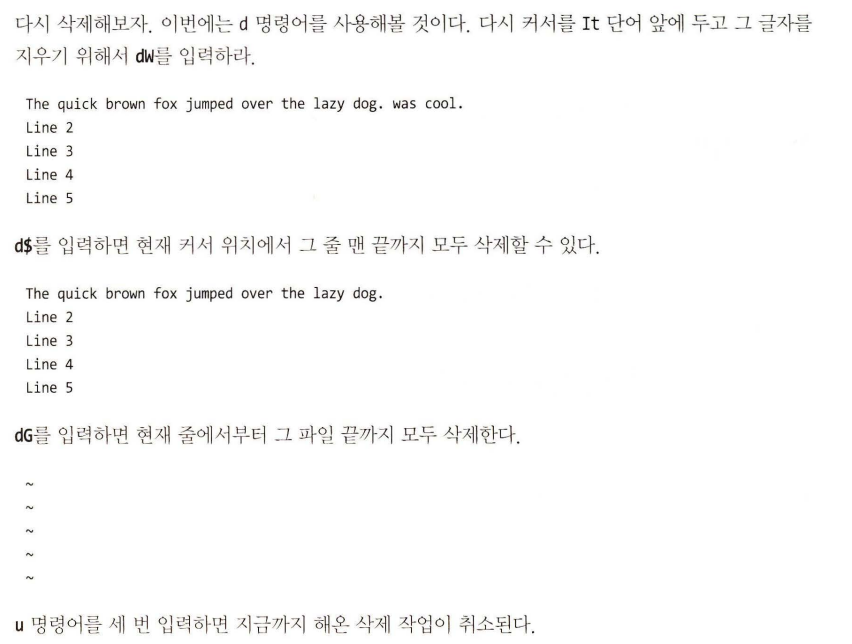 다시 삭제해보자. 이번에는 d 명령어를 사용해볼 것이다. 다시 커서를 It 단어 앞에 두고 그 글자를
지우기 위해서 dW를 입력하라.
The quick brown fox jumped over the lazy dog. was cool.
Line 2
Line 3
Line 4
Line 5
d$를 입력하면 현재 커서 위치에서 그 줄 맨 끝까지 모두 삭제할 수 있다.
The quick brown fox jumped over the lazy dog.
Line 2
Line 3
Line 4
Line 5
dG를 입력하면 현재 줄에서부터 그 파일 끝까지 모두 삭제한다.
~
~
~
~
~
u 명령어를 세 번 입력하면 지금까지 해온 삭제 작업이 취소된다.